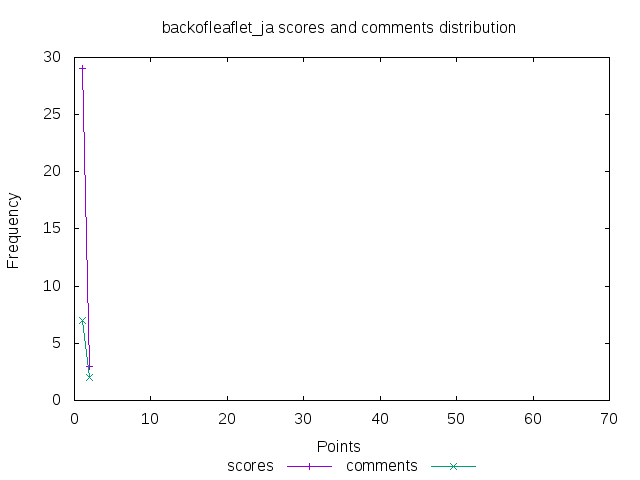 backofleaflet_ja scores and comments distribution
30
25
20
15
10
5
0
Frequency
0 10 20 30 40 50 60 70
Points
scores comments